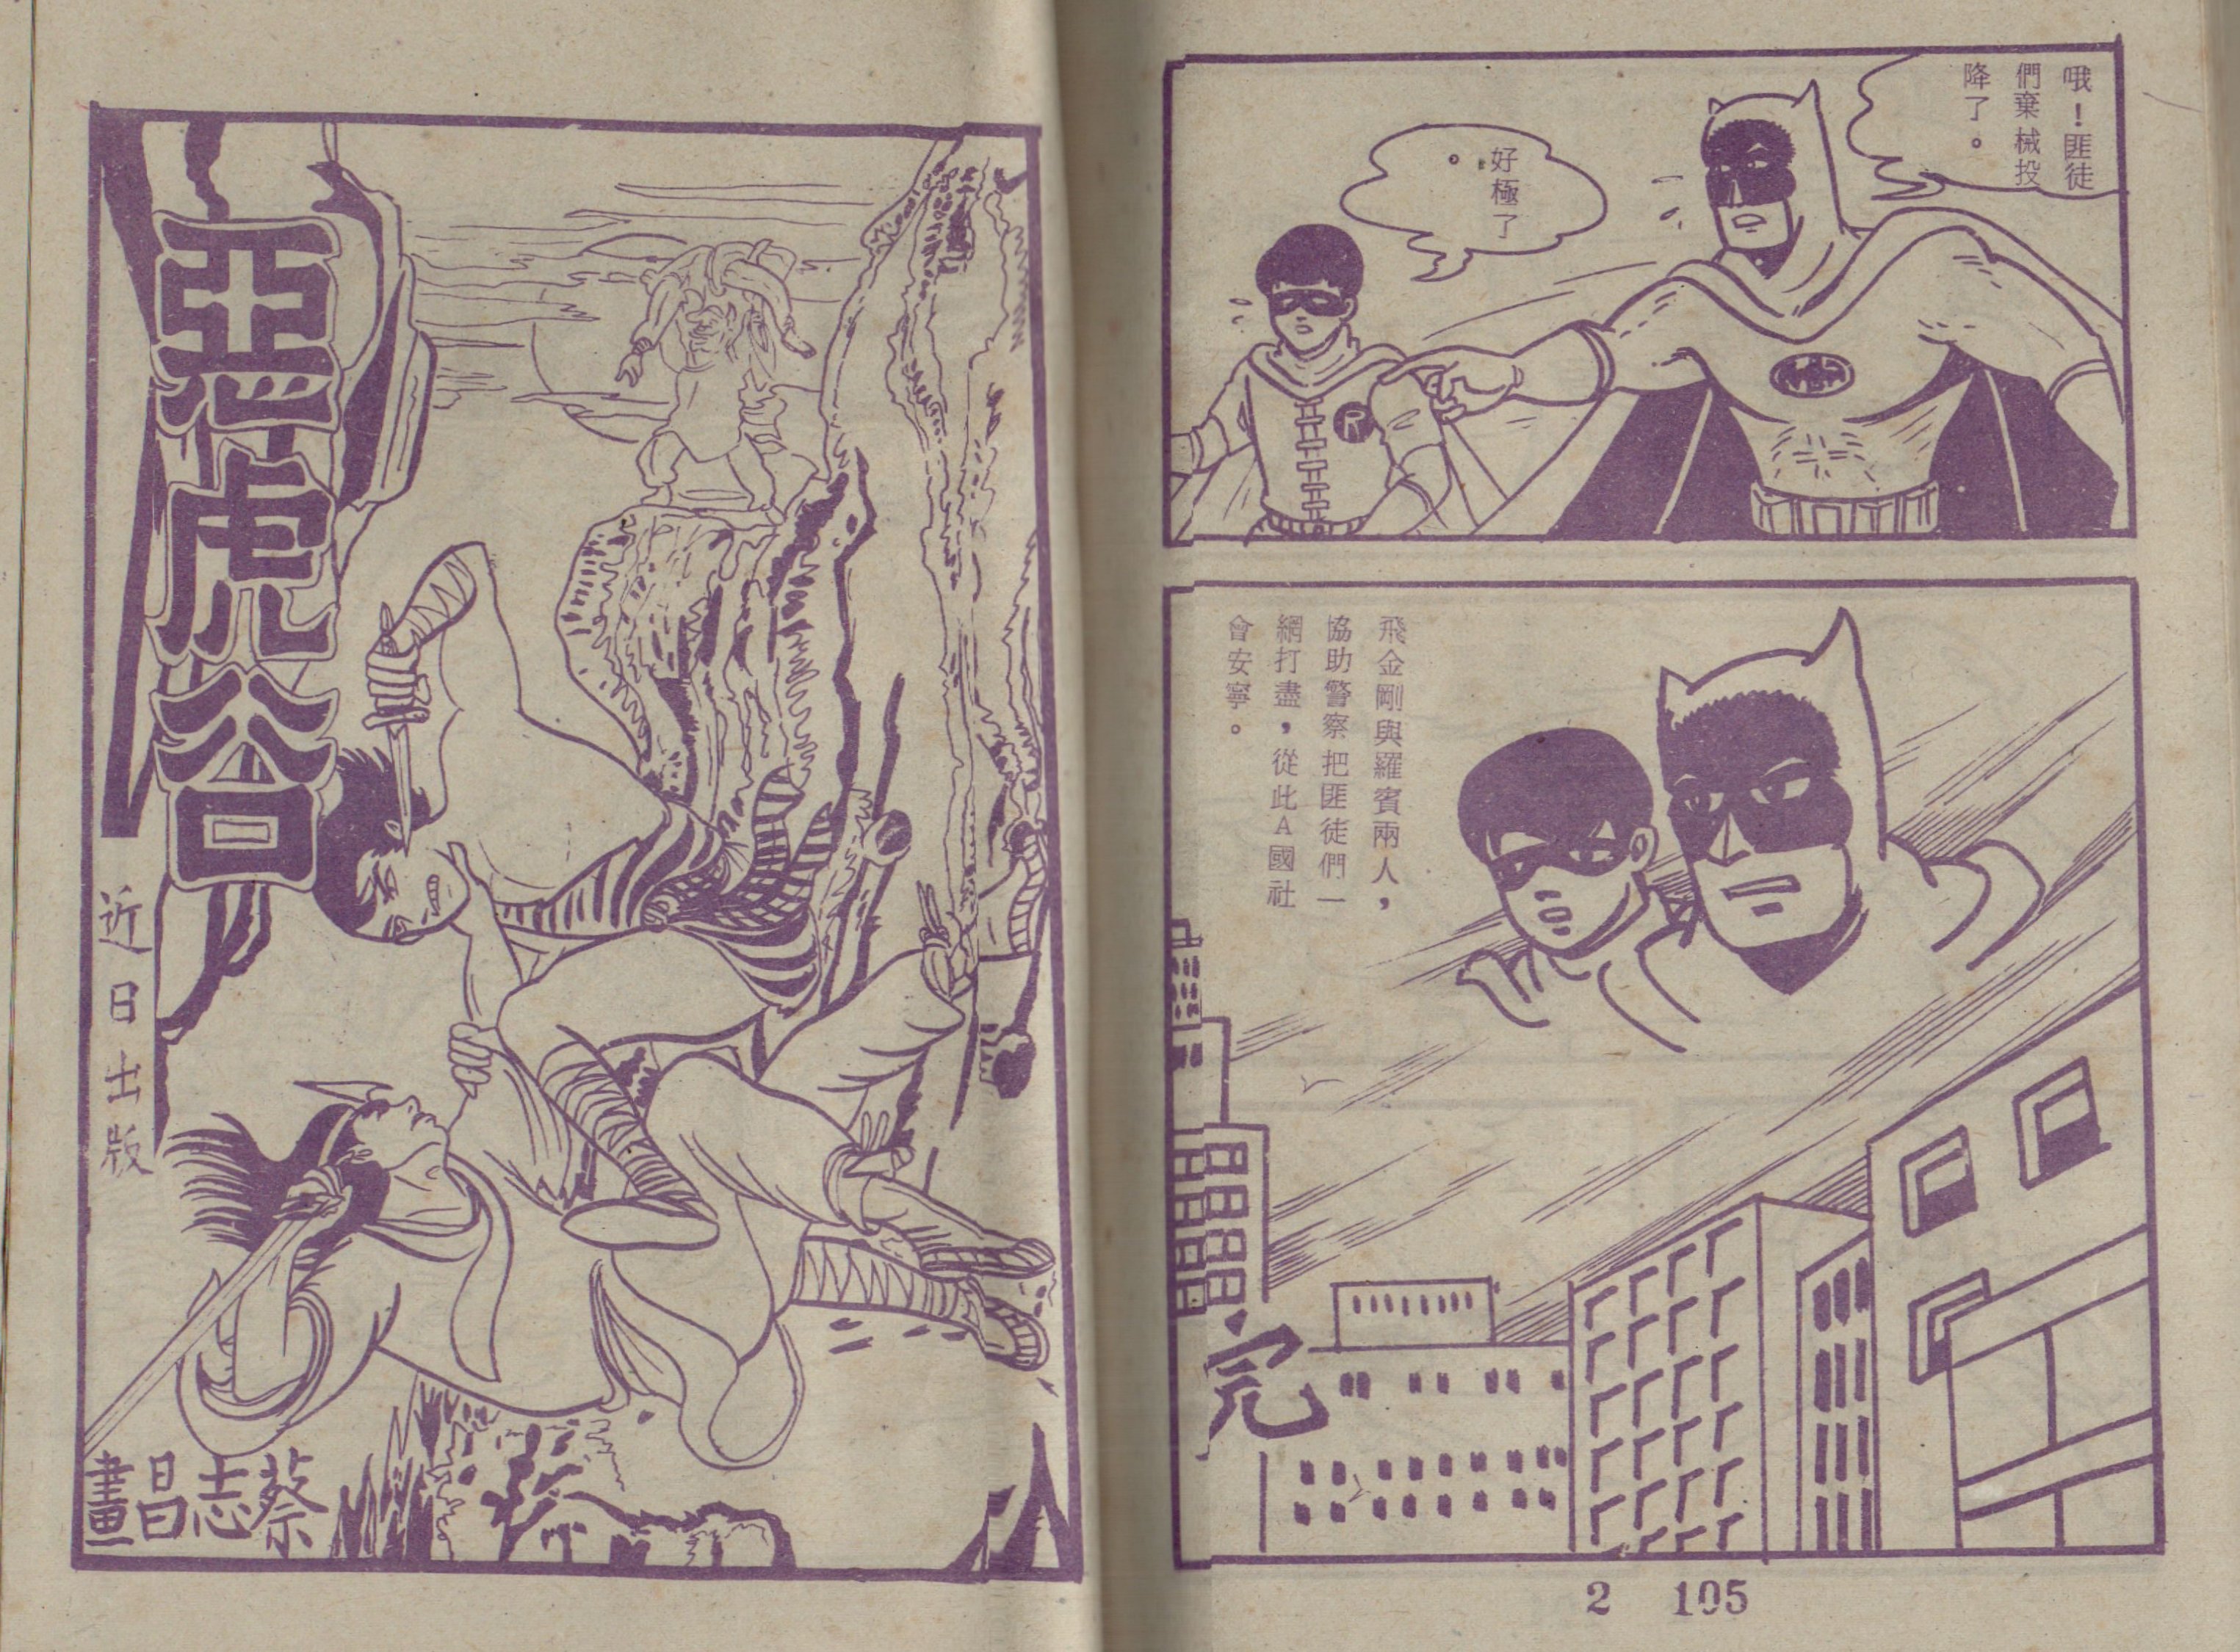 哦！匪徒
們棄械投
降了。
好極了
。
R
飛金剛與羅賓兩人，
協助警察把匪徒們一
網打盡，從此A國社
會安寧。
完
2 105
惡虎谷
近日出版
蔡志昌畫